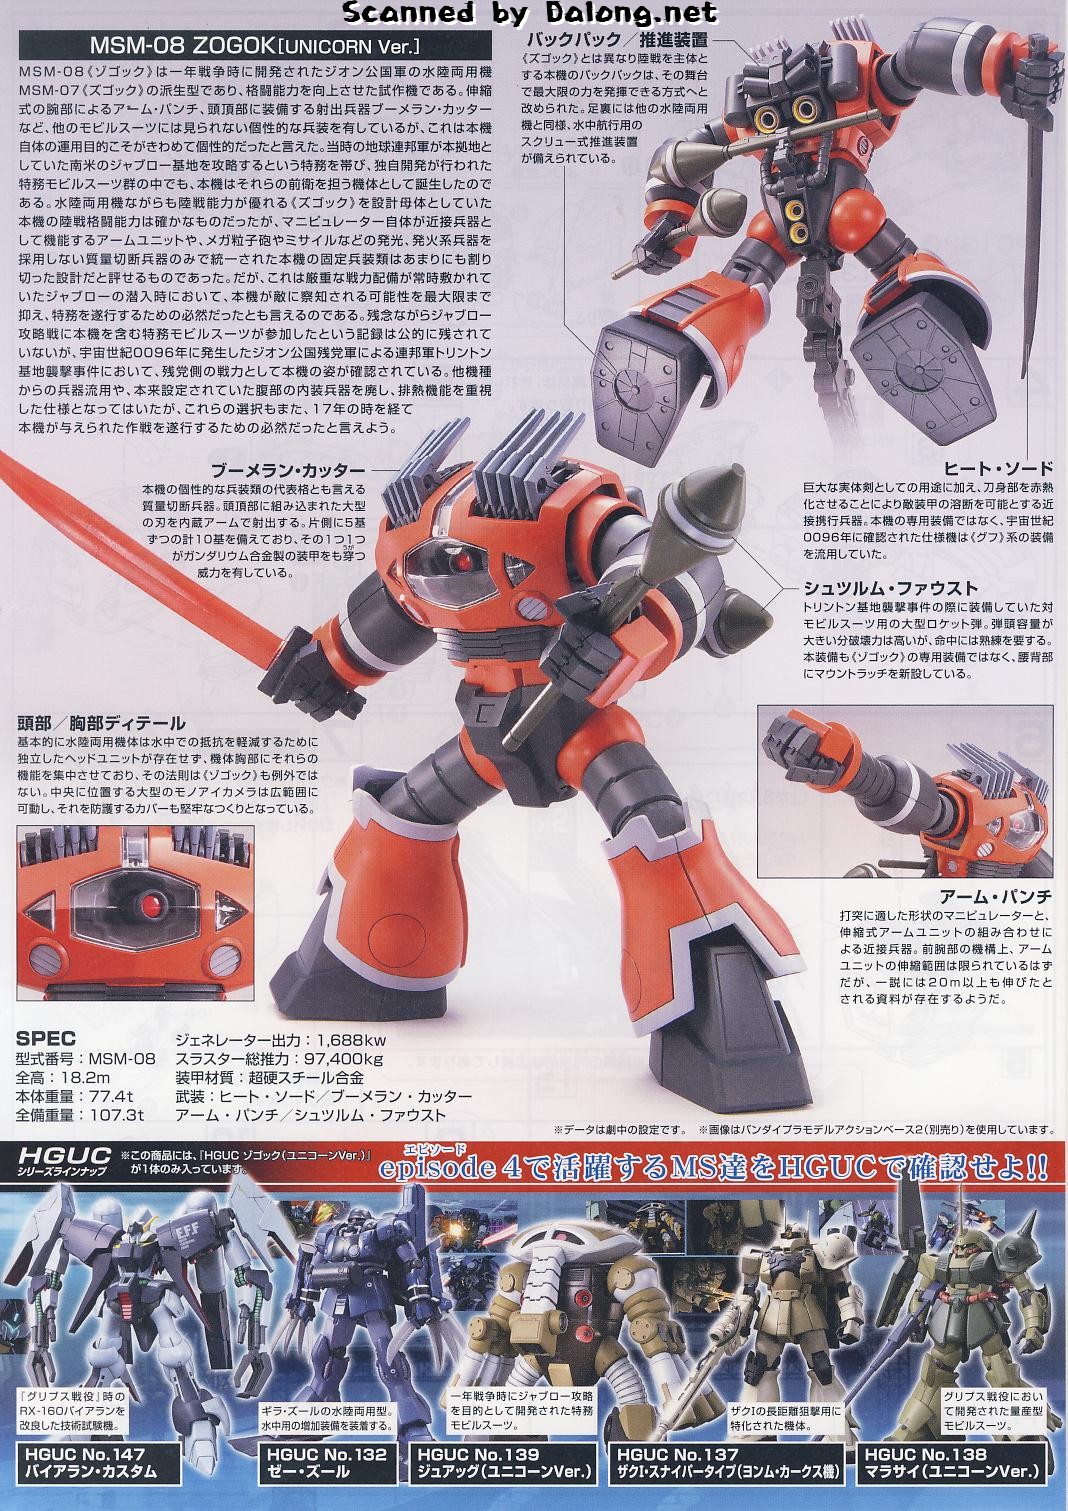 Scanned by Dalong.net
MSM-08 ZOGOK[UNICORN Ver.]
MSM-08《ゾゴック》は一年戦争時に開発されたジオン公国軍の水陸両用機
MSM-07《ズゴック》の派生型であり、格闘能力を向上させた試作機である。伸縮
式の腕部によるアーム・パンチ、頭頂部に装備する射出兵器ブーメラン・カッター
など、他のモビルスーツには見られない個性的な兵装を有しているが、これは本機
自体の運用目的こそがきわめて個性的だったと言えた。当時の地球連邦軍が本拠地と
していた南米のジャブロー基地を攻略するという特務を帯び、独自開発が行われた
特務モビルスーツ群の中でも、本機はそれらの前衛を担う機体として誕生したので
ある。水陸両用機ながらも陸戦能力が優れる《ズゴック》を設計母体としていた
本機の陸戦格闘能力は確かなものだったが、マニピュレーター自体が近接兵器と
して機能するアームユニットや、メガ粒子砲やミサイルなどの発光、発火系兵器を
採用しない質量切断兵器のみで統一された本機の固定兵装類はあまりにも割り
切った設計だと評せるものであった。だが、これは厳重な戦力配備が常時敷かれて
いたジャブローの潜入時において、本機が敵に察知される可能性を最大限まで
抑え、特務を遂行するための必然だったとも言えるのである。残念ながらジャブロー
攻略戦に本機を含む特務モビルスーツが参加したという記録は公的に残されて
いないが、宇宙世紀0096年に発生したジオン公国残党軍による連邦軍トリントン
基地襲撃事件において、残党側の戦力として本機の姿が確認されている。他機種
からの兵器流用や、本来設定されていた腹部の内装兵器を廃し、排熱機能を重視
した仕様となってはいたが、これらの選択もまた、17年の時を経て
本機が与えられた作戦を遂行するための必然だったと言えよう。
バックパック／推進装置
《ズゴック》とは異なり陸戦を主体と
する本機のバックパックは、その舞台
で最大限の力を発揮できる方式へと
改められた。足裏には他の水陸両用
機と同様、水中航行用の
スクリュー式推進装置
が備えられている。
ブーメラン・カッター
本機の個性的な兵装類の代表格とも言える
質量切断兵器。頭頂部に組み込まれた大型
の刃を内蔵アームで射出する。片側に5基
ずつの計10基を備えており、その1つ1つ
がガンダリウム合金製の装甲をも穿つ
うが
威力を有している。
ヒート・ソード
巨大な実体剣としての用途に加え、刀身部を赤熱
化させることにより敵装甲の溶断を可能とする近
接携行兵器。本機の専用装備ではなく、宇宙世紀
0096年に確認された仕様機は《グフ》系の装備
を流用していた。
シュツルム・ファウスト
トリントン基地襲撃事件の際に装備していた対
モビルスーツ用の大型ロケット弾。弾頭容量が
大きい分破壊力は高いが、命中には熟練を要する。
本装備も《ゾゴック》の専用装備ではなく、腰背部
にマウントラッチを新設している。
頭部／胸部ディテール
基本的に水陸両用機体は水中での抵抗を軽減するために
独立したヘッドユニットが存在せず、機体胸部にそれらの
機能を集中させており、その法則は《ゾゴック》も例外では
ない。中央に位置する大型のモノアイカメラは広範囲に
可動し、それを防護するカバーも堅牢なつくりとなっている。
アーム・パンチ
打突に適した形状のマニピュレーターと、
伸縮式アームユニットの組み合わせに
よる近接兵器。前腕部の機構上、アーム
ユニットの伸縮範囲は限られているはず
だが、一説には20m以上も伸びたと
される資料が存在するようだ。
SPEC
型式番号：MSM-08
全高：18.2m
本体重量：77.4t
全備重量：107.3t
ジェネレーター出力：1,688kw
スラスター総推力：97,400kg
装甲材質：超硬スチール合金
武装：ヒート・ソード／ブーメラン・カッター
アーム・パンチ／シュツルム・ファウスト
※データは劇中の設定です。 ※画像はバンダイプラモデルアクションベース2(別売り)を使用しています。
HGUC
シリーズラインナップ
※この商品には、「HGUC ゾゴック(ユニコーンVer.)」
が1体のみ入っています。
エピソード
episode 4で活躍するMS達をHGUCで確認せよ!!
EFF
「グリプス戦役」時の
RX-160バイアランを
改良した技術試験機。
HGUC No.147
バイアラン・カスタム
ギラ・ズールの水陸両用型。
水中用の増加装備を装着する。
HGUC No.132
ゼー・ズール
一年戦争時にジャブロー攻略
を目的として開発された特務
モビルスーツ。
HGUC No.139
ジュアッグ(ユニコーンVer.)
ザクIの長距離狙撃用に
特化された機体。
HGUC No.137
ザクI・スナイパータイプ(ヨンム・カークス機)
グリプス戦役におい
て開発された量産型
モビルスーツ。
HGUC No.138
マラサイ(ユニコーンVer.)